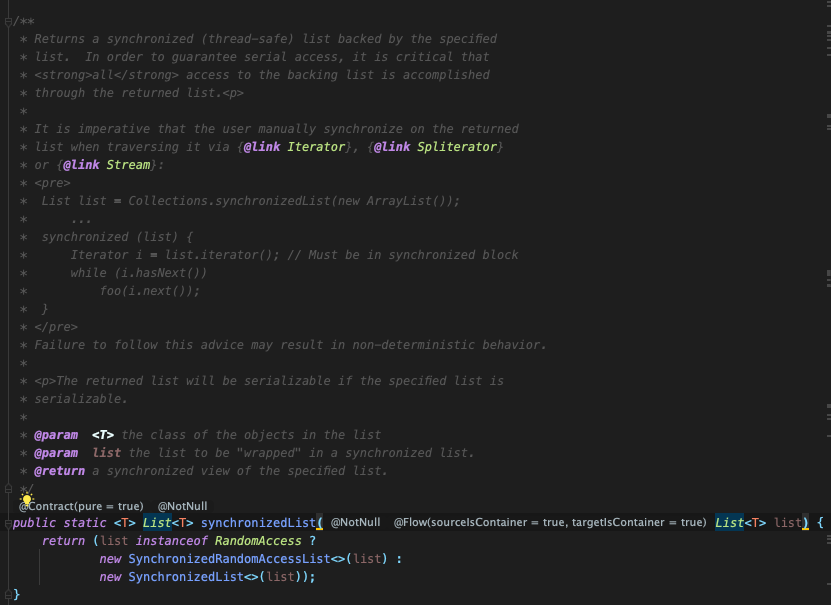 /**
* Returns a synchronized (thread-safe) list backed by the specified
* list.  In order to guarantee serial access, it is critical that
* <strong>all</strong> access to the backing list is accomplished
* through the returned list.<p>
*
* It is imperative that the user manually synchronize on the returned
* list when traversing it via {@link Iterator}, {@link Spliterator}
* or {@link Stream}:
* <pre>
*  List list = Collections.synchronizedList(new ArrayList());
*      ...
*  synchronized (list) {
*      Iterator i = list.iterator(); // Must be in synchronized block
*      while (i.hasNext())
*          foo(i.next());
*  }
* </pre>
* Failure to follow this advice may result in non-deterministic behavior.
*
* <p>The returned list will be serializable if the specified list is
* serializable.
*
* @param  <T> the class of the objects in the list
* @param  list the list to be "wrapped" in a synchronized list.
* @return a synchronized view of the specified list.
*/
@Contract(pure = true) @NotNull
public static <T> List<T> synchronizedList( @NotNull @Flow(sourceIsContainer = true, targetIsContainer = true) List<T> list) {
return (list instanceof RandomAccess ?
new SynchronizedRandomAccessList<>(list) :
new SynchronizedList<>(list));
}